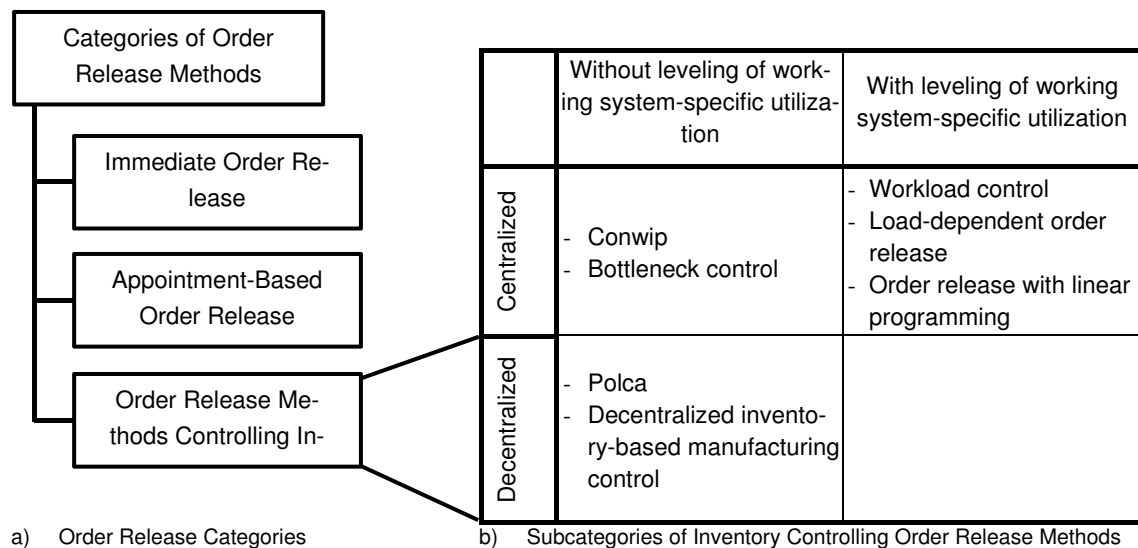 Categories of Order
Release Methods
Immediate Order Re-
lease
Appointment-Based
Order Release
Order Release Me-
thods Controlling In-
a) Order Release Categories
Without leveling of work-
ing system-specific utiliza-
tion
With leveling of working
system-specific utilization
Centralized
- Conwip
- Bottleneck control
- Workload control
- Load-dependent order
release
- Order release with linear
programming
Decentralized
- Polca
- Decentralized invento-
ry-based manufacturing
control
b) Subcategories of Inventory Controlling Order Release Methods